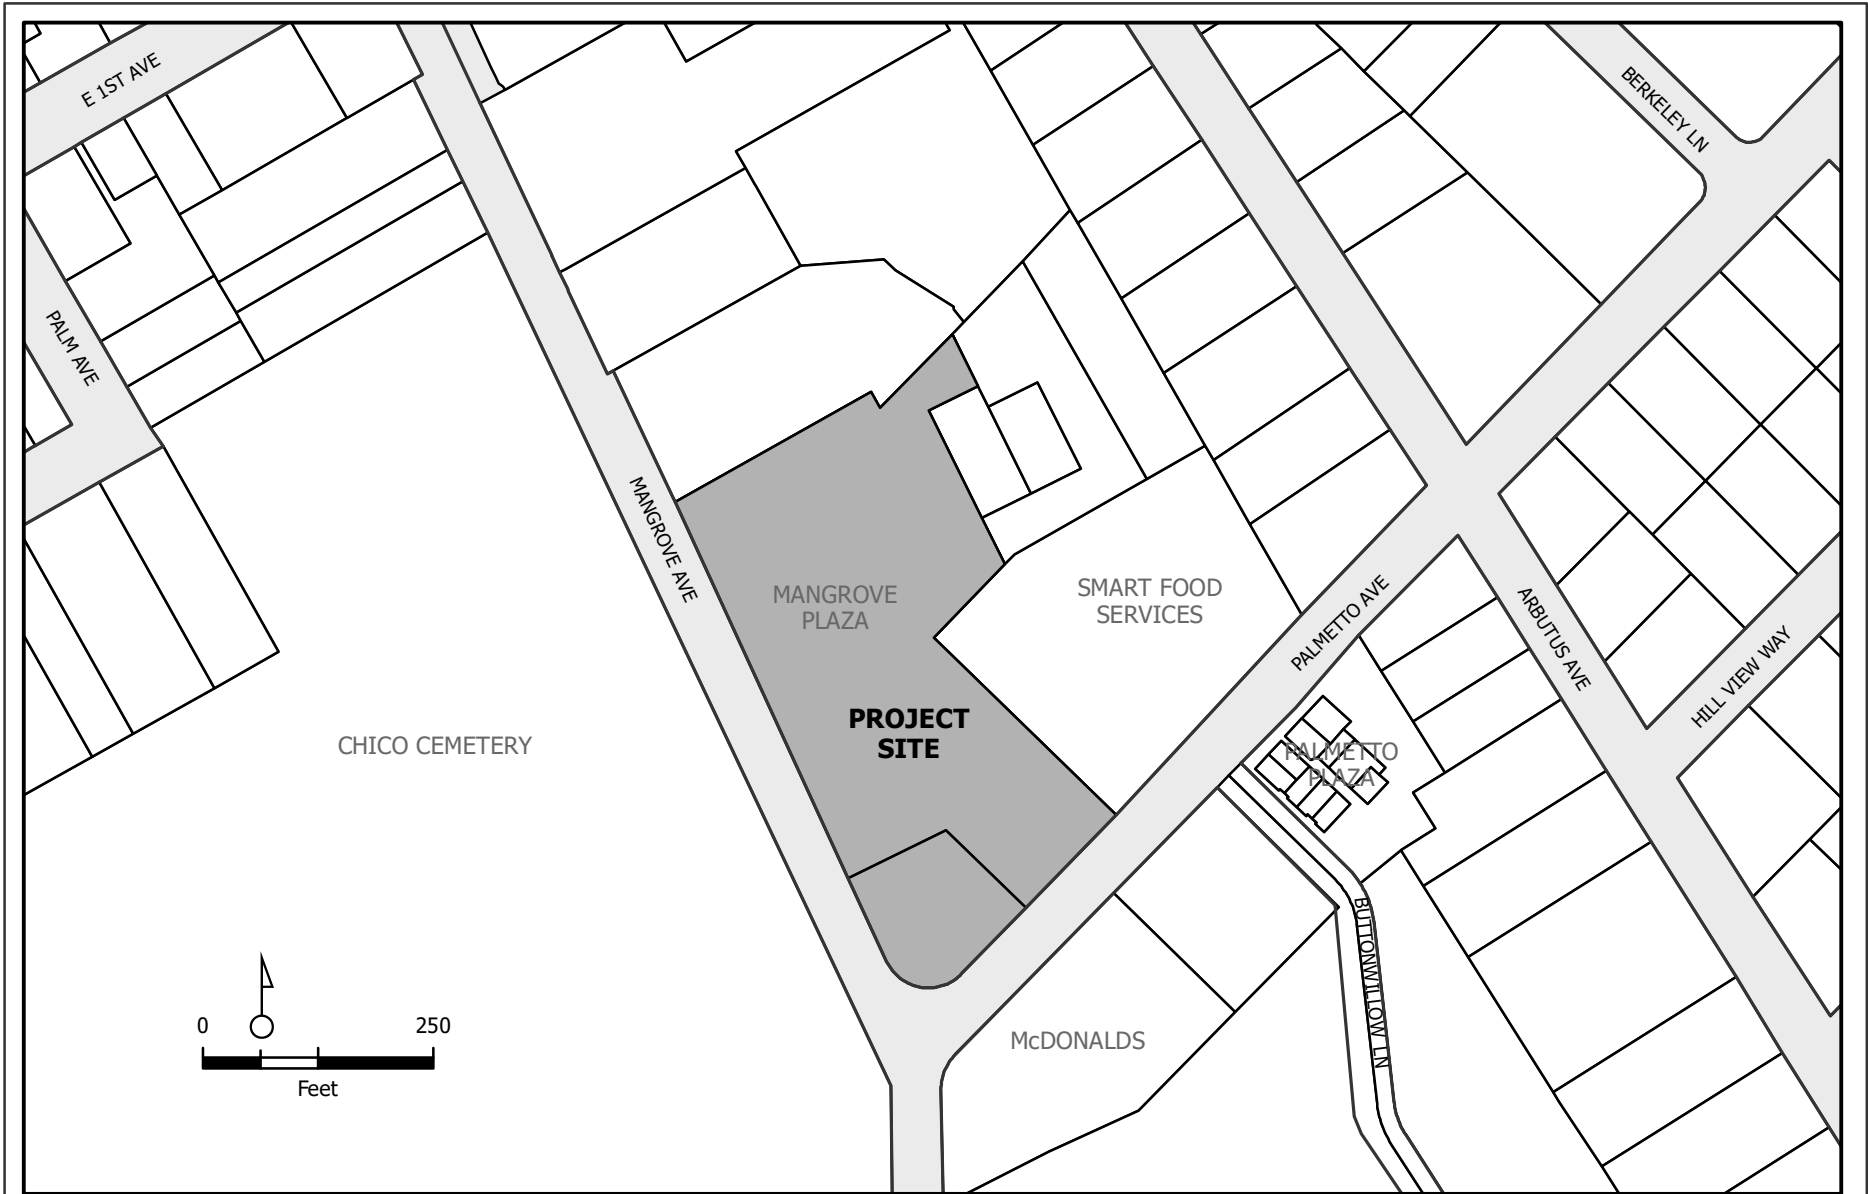 E 1ST AVE
BERKELEY LN
PALM AVE
MANGROVE AVE
MANGROVE
PLAZA
SMART FOOD
SERVICES
PALMETTO AVE
ARBUTUS AVE
HILL VIEW WAY
PROJECT
SITE
CHICO CEMETERY
PALMETTO
PLAZA
BUTTONWILLOW LN
McDONALDS
0 250
Feet